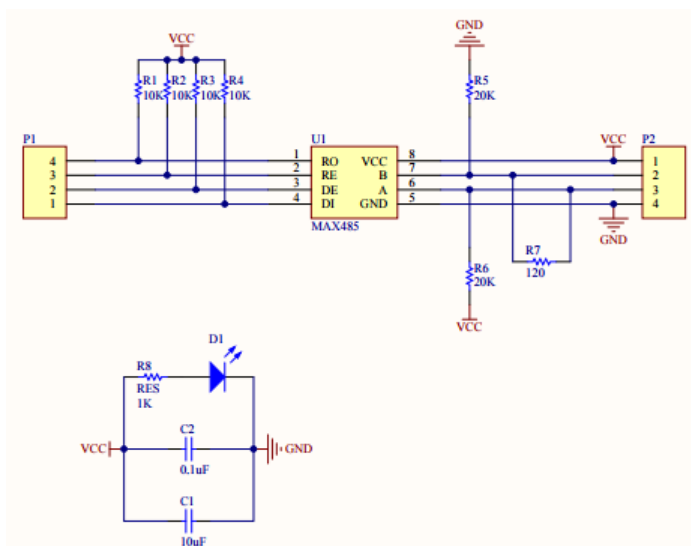 GND
VCC
R1 R2 R3 R4
10K 10K 10K 10K
R5
20K
P1
U1
VCC
P2
4 1 RO VCC 8 1
3 2 RE B 7 2
2 3 DE A 6 3
1 4 DI GND 5 4
MAX485
GND
R7
120
R6
20K
VCC
D1
R8
RES
1K
C2
VCC GND
0.1uF
C1
10uF